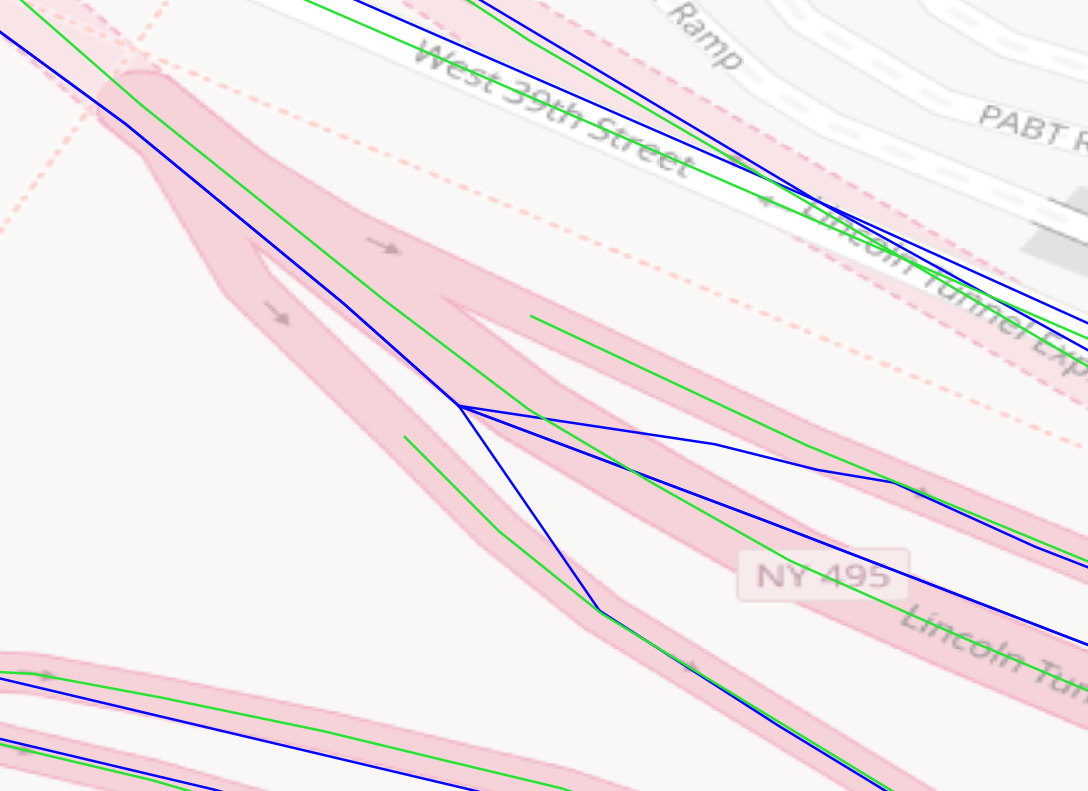 Ramp
West 39th Street
PABT R
Lincoln Tunnel Exp
NY 495
Lincoln Tun